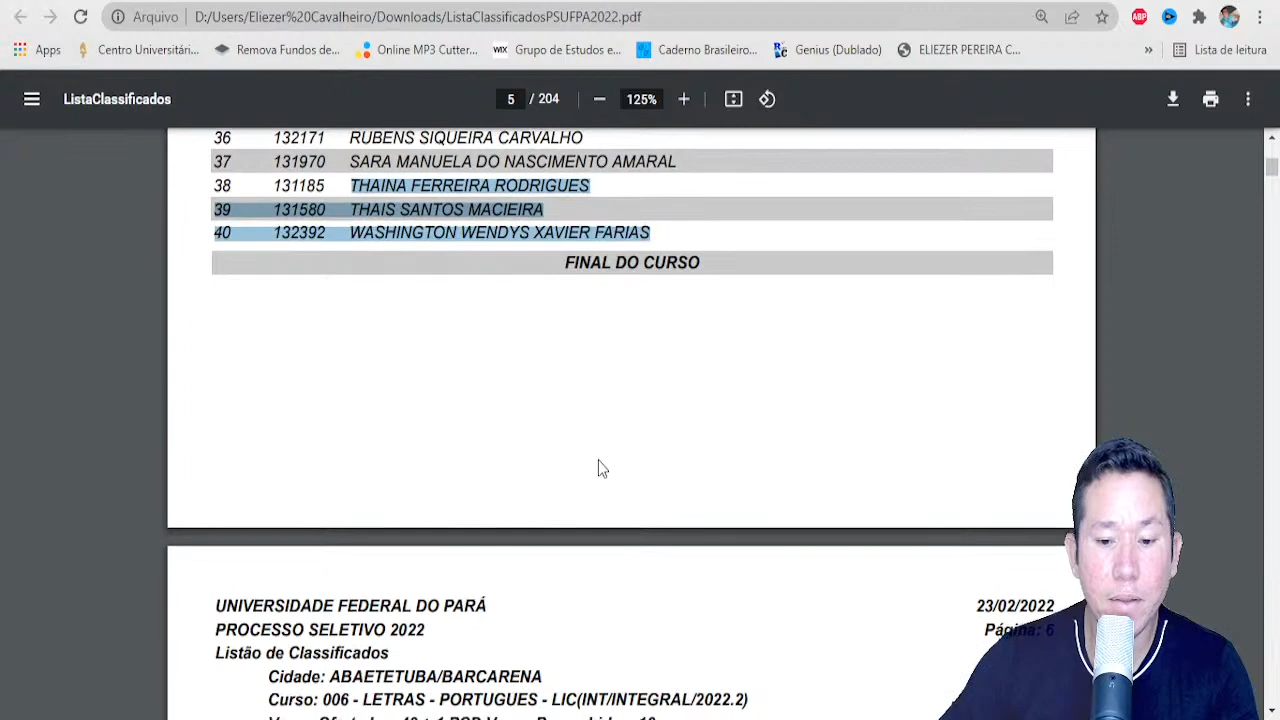 Arquivo D:/Users/Eliezer%20Cavalheiro/Downloads/ListaClassificadosPSUFPA2022.pdf
Apps Centro Universitári... Remova Fundos de... Online MP3 Cutter... WIX Grupo de Estudos e... Caderno Brasileiro... Genius (Dublado) ELIEZER PEREIRA C... » Lista de leitura
ListaClassificados 5 / 204 125%
36 132171 RUBENS SIQUEIRA CARVALHO
37 131970 SARA MANUELA DO NASCIMENTO AMARAL
38 131185 THAINA FERREIRA RODRIGUES
39 131580 THAIS SANTOS MACIEIRA
40 132392 WASHINGTON WENDYS XAVIER FARIAS
FINAL DO CURSO
UNIVERSIDADE FEDERAL DO PARÁ 23/02/2022
PROCESSO SELETIVO 2022 Página: 6
Listão de Classificados
Cidade: ABAETETUBA/BARCARENA
Curso: 006 - LETRAS - PORTUGUES - LIC(INT/INTEGRAL/2022.2)